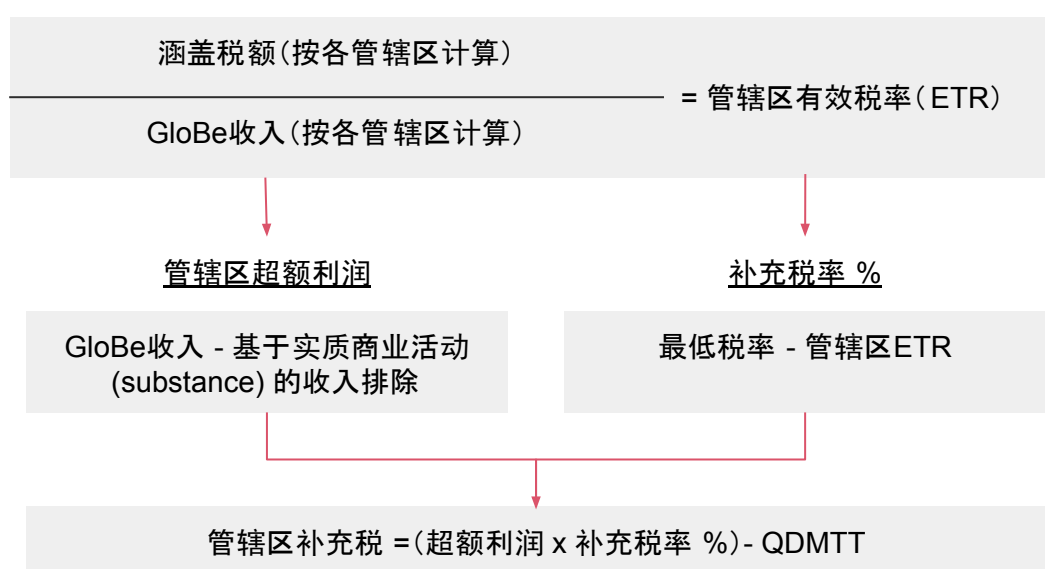 涵盖税额（按各管辖区计算）
= 管辖区有效税率（ETR）
GloBe收入（按各管辖区计算）
管辖区超额利润
补充税率 %
GloBe收入 - 基于实质商业活动
(substance) 的收入排除
最低税率 - 管辖区ETR
管辖区补充税 =（超额利润 x 补充税率 %）- QDMTT